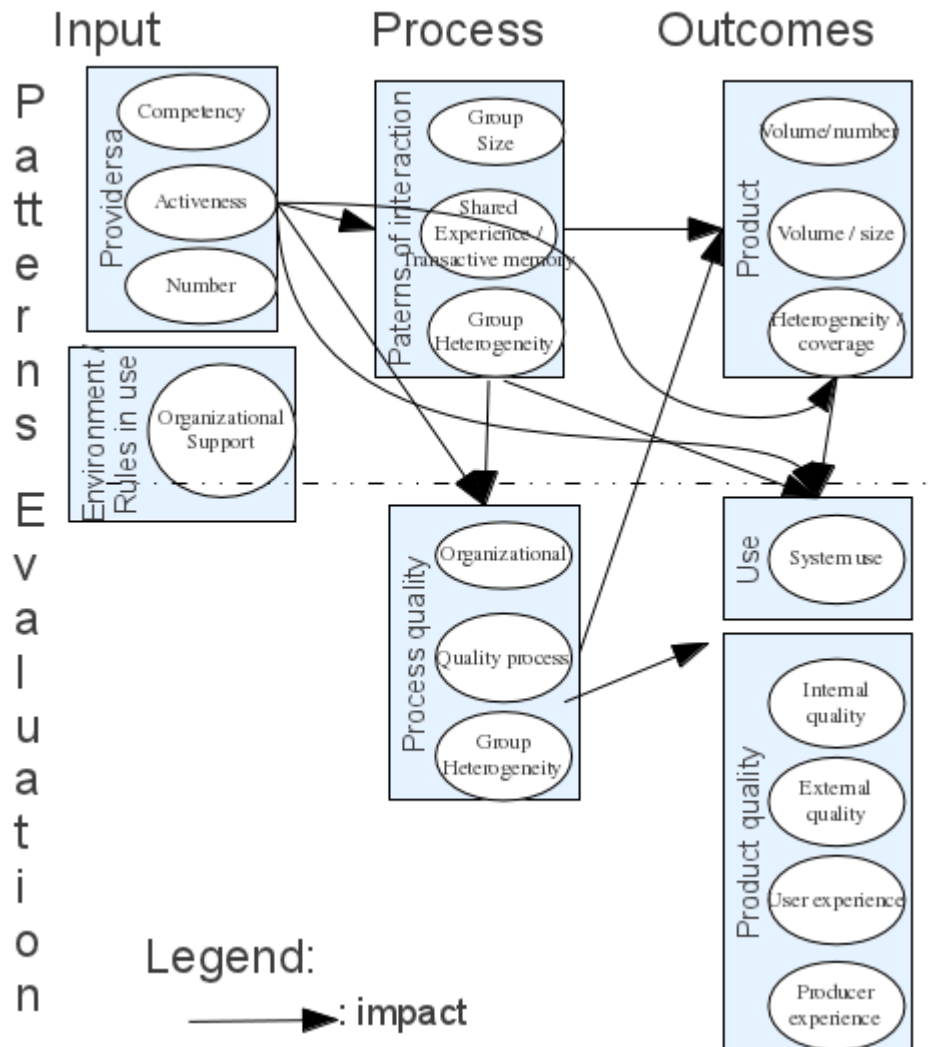 Input
Process
Outcomes
Patterns
Evaluation
Providersa
Competency
Activeness
Number
Environment /
Rules in use
Organizational
Support
Paterns of interaction
Group
Size
Shared
Experience /
Transactive memory
Group
Heterogeneity
Product
Volume/number
Volume / size
Heterogeneity /
coverage
Process quality
Organizational
Quality process
Group
Heterogeneity
Use
System use
Product quality
Internal
quality
External
quality
User experience
Producer
experience
Legend:
: impact